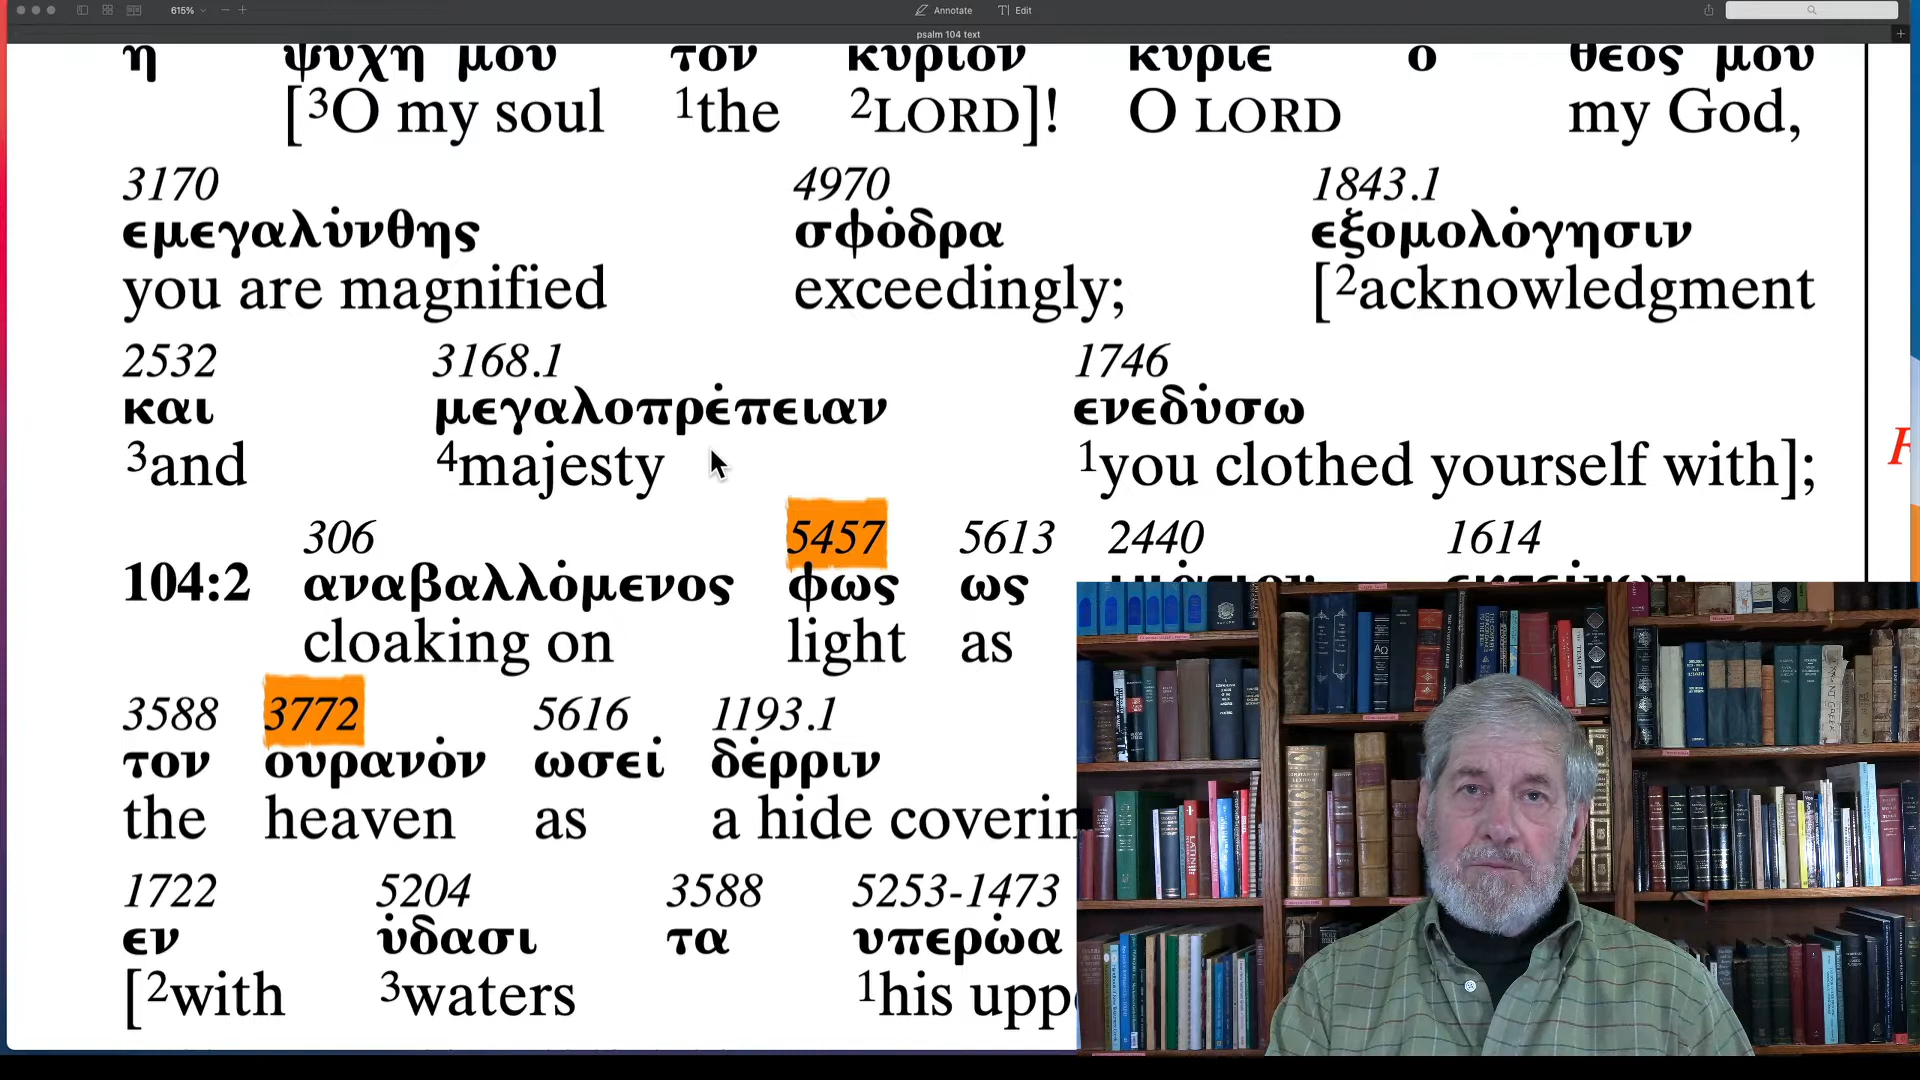 615%
Annotate
Edit
psalm 104 text
η ψυχή μου τον κύριον κύριε ο θεός μου
[³O my soul ¹the ²LORD]! O LORD my God,
3170 4970 1843.1
εμεγαλύνθης σφόδρα εξομολόγησιν
you are magnified exceedingly; [²acknowledgment
2532 3168.1 1746
και μεγαλοπρέπειαν ενεδύσω
³and ⁴majesty ¹you clothed yourself with];
306 5457 5613 2440 1614
104:2 αναβαλλόμενος φως ως
cloaking on light as
3588 3772 5616 1193.1
τον ουρανόν ωσεί δέρριν
the heaven as a hide coverin
1722 5204 3588 5253-1473
εν ύδασι τα υπερώα
[²with ³waters ¹his upp